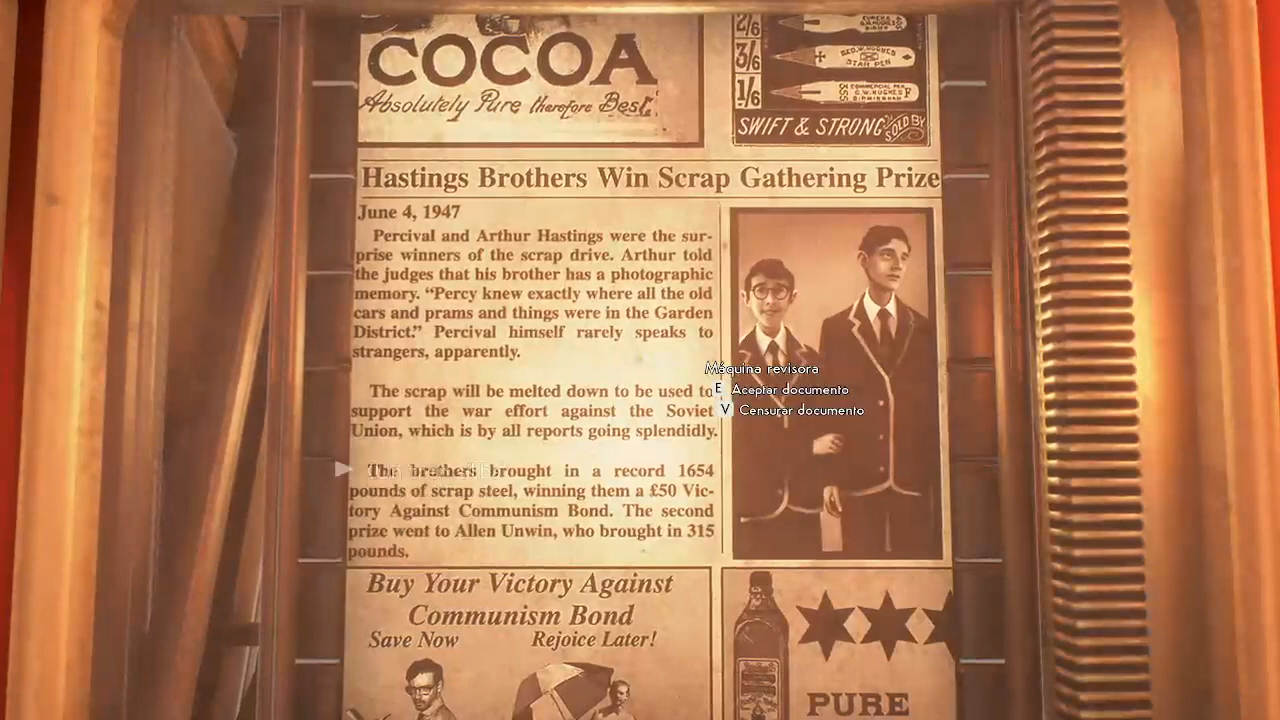 COCOA
Absolutely Pure therefore Best.
2/6
3/6
1/6
GEO. W. HUGHES
STAR PEN
COMMERCIAL PEN
G. W. HUGHES
BIRMINGHAM
SWIFT & STRONG
SOLD BY
Hastings Brothers Win Scrap Gathering Prize
June 4, 1947
Percival and Arthur Hastings were the sur-
prise winners of the scrap drive. Arthur told
the judges that his brother has a photographic
memory. “Percy knew exactly where all the old
cars and prams and things were in the Garden
District.” Percival himself rarely speaks to
strangers, apparently.
The scrap will be melted down to be used to
support the war effort against the Soviet
Union, which is by all reports going splendidly.
The brothers brought in a record 1654
pounds of scrap steel, winning them a £50 Vic-
tory Against Communism Bond. The second
prize went to Allen Unwin, who brought in 315
pounds.
Máquina revisora
E Aceptar documento
V Censurar documento
Buy Your Victory Against
Communism Bond
Save Now Rejoice Later!
PURE